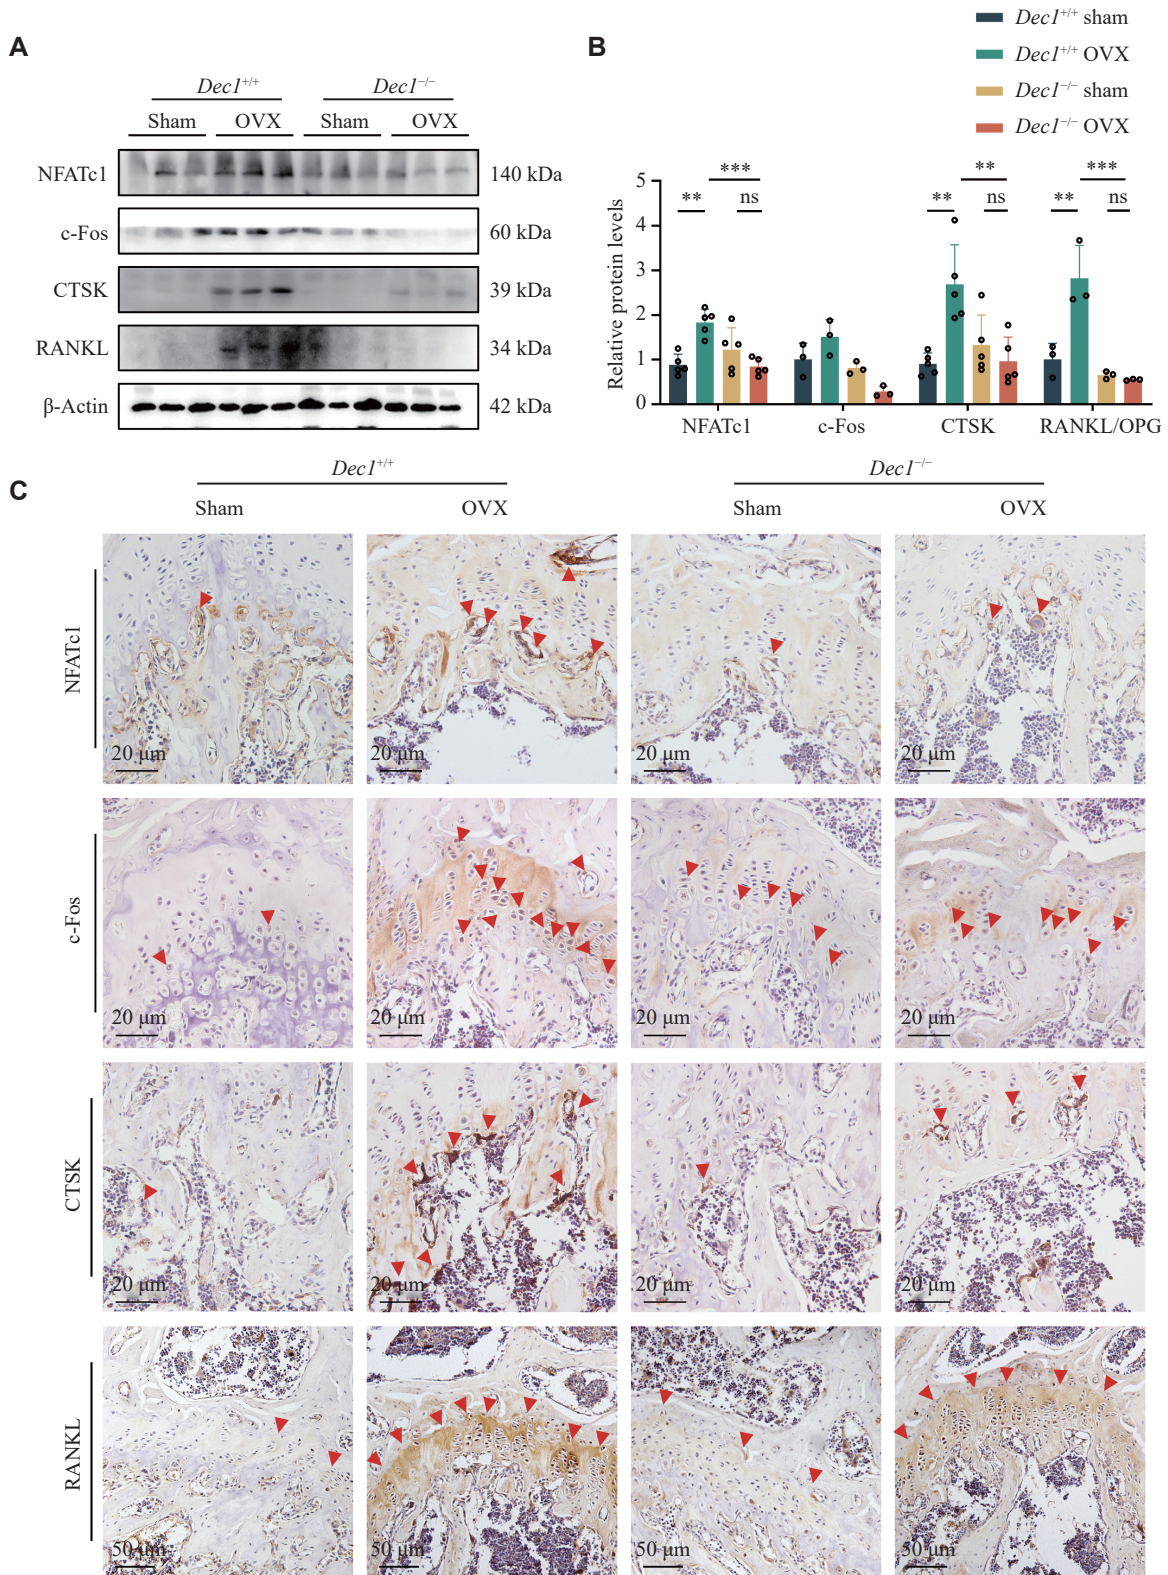 A
Dec1+/+ Dec1−/−
Sham OVX Sham OVX
NFATc1 140 kDa
c-Fos 60 kDa
CTSK 39 kDa
RANKL 34 kDa
β-Actin 42 kDa
B
Dec1+/+ sham
Dec1+/+ OVX
Dec1−/− sham
Dec1−/− OVX
Relative protein levels
5
4
3
2
1
0
*** ** ***
** ns ** ns ** ns
NFATc1 c-Fos CTSK RANKL/OPG
C
Dec1+/+ Dec1−/−
Sham OVX Sham OVX
NFATc1
20 μm 20 μm 20 μm 20 μm
c-Fos
20 μm 20 μm 20 μm 20 μm
CTSK
20 μm 20 μm 20 μm 20 μm
RANKL
50 μm 50 μm 50 μm 50 μm